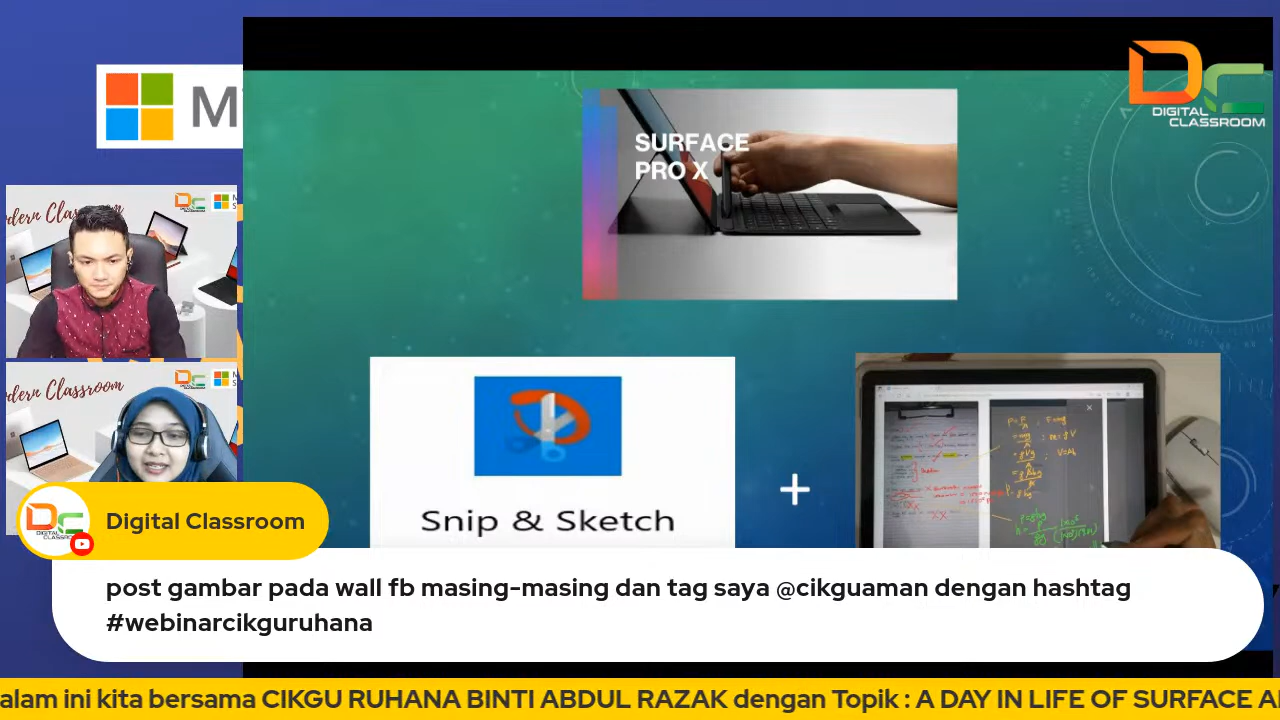 M
DIGITAL
CLASSROOM
SURFACE
PRO X
dern Classroom
Modern Classroom
Snip & Sketch
+
Digital Classroom
post gambar pada wall fb masing-masing dan tag saya @cikguaman dengan hashtag
#webinarcikguruhana
alam ini kita bersama CIKGU RUHANA BINTI ABDUL RAZAK dengan Topik : A DAY IN LIFE OF SURFACE A